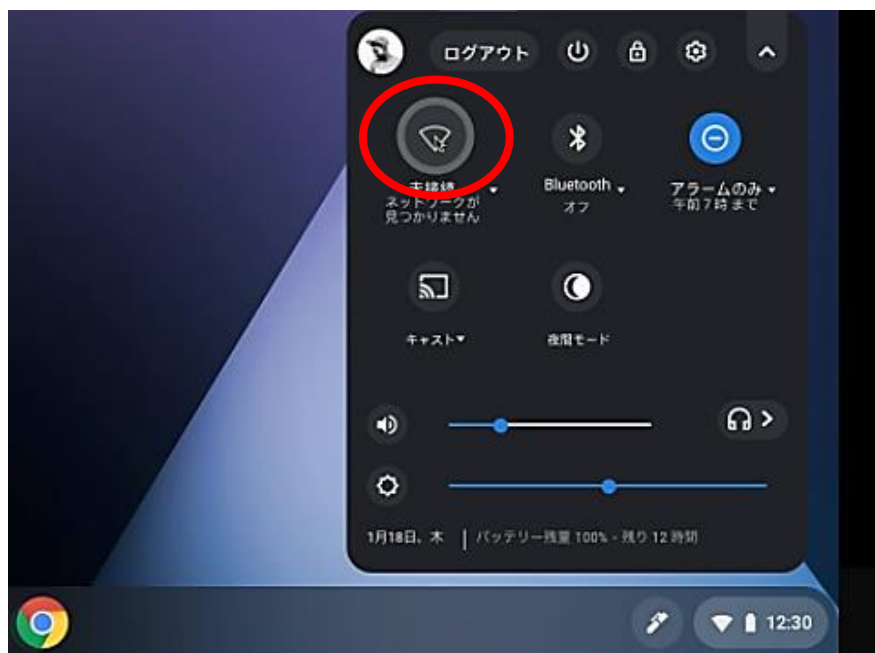 ログアウト
未接続
ネットワークが
見つかりません
Bluetooth
オフ
アラームのみ
午前7時 まで
キャスト
夜間モード
1月18日、木 | バッテリー残量 100% - 残り 12 時間
12:30